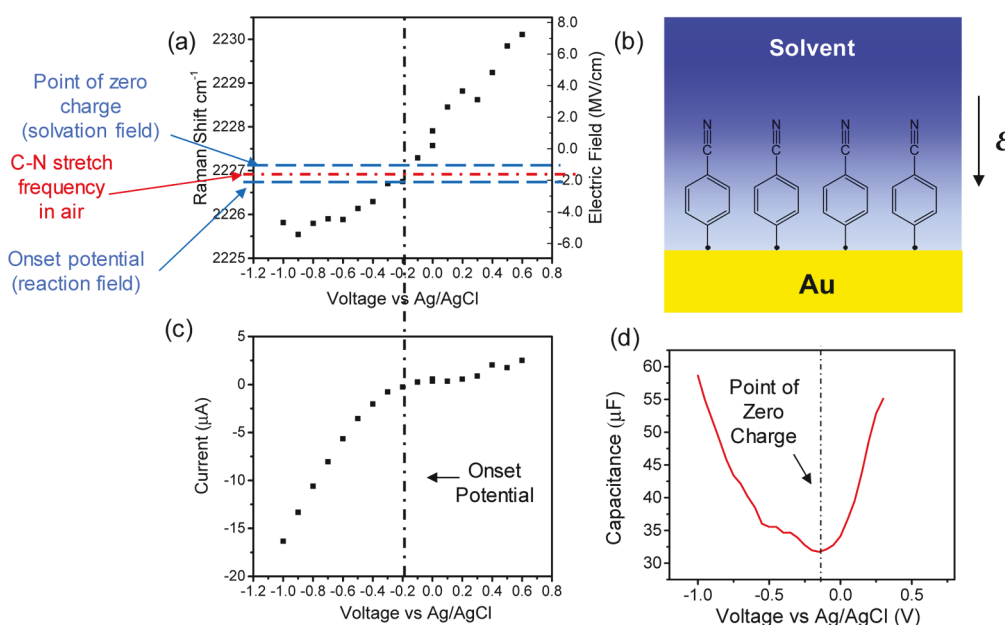 (a)
Point of zero
charge
(solvation field)
C-N stretch
frequency
in air
Onset potential
(reaction field)
Raman Shift cm-1
2230
2229
2228
2227
2226
2225
8.0
6.0
4.0
2.0
0.0
-2.0
-4.0
-6.0
Electric Field (MV/cm)
-1.2 -1.0 -0.8 -0.6 -0.4 -0.2 0.0 0.2 0.4 0.6 0.8
Voltage vs Ag/AgCl
(b)
Solvent
N N N N
C C C C
Au
ε
(c)
Current (μA)
5
0
-5
-10
-15
-20
Onset
Potential
-1.2 -1.0 -0.8 -0.6 -0.4 -0.2 0.0 0.2 0.4 0.6 0.8
Voltage vs Ag/AgCl
(d)
Capacitance (μF)
60
55
50
45
40
35
30
Point of
Zero
Charge
-1.0 -0.5 0.0 0.5
Voltage vs Ag/AgCl (V)